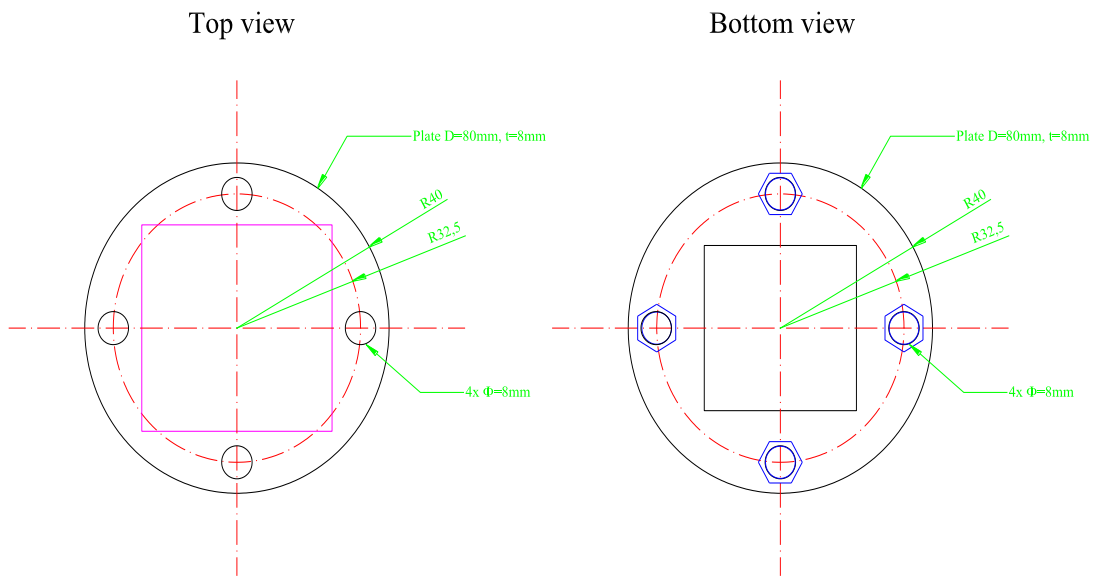 Top view
Bottom view
Plate D=80mm, t=8mm
R40
R32,5
4x Φ=8mm
Plate D=80mm, t=8mm
R40
R32,5
4x Φ=8mm